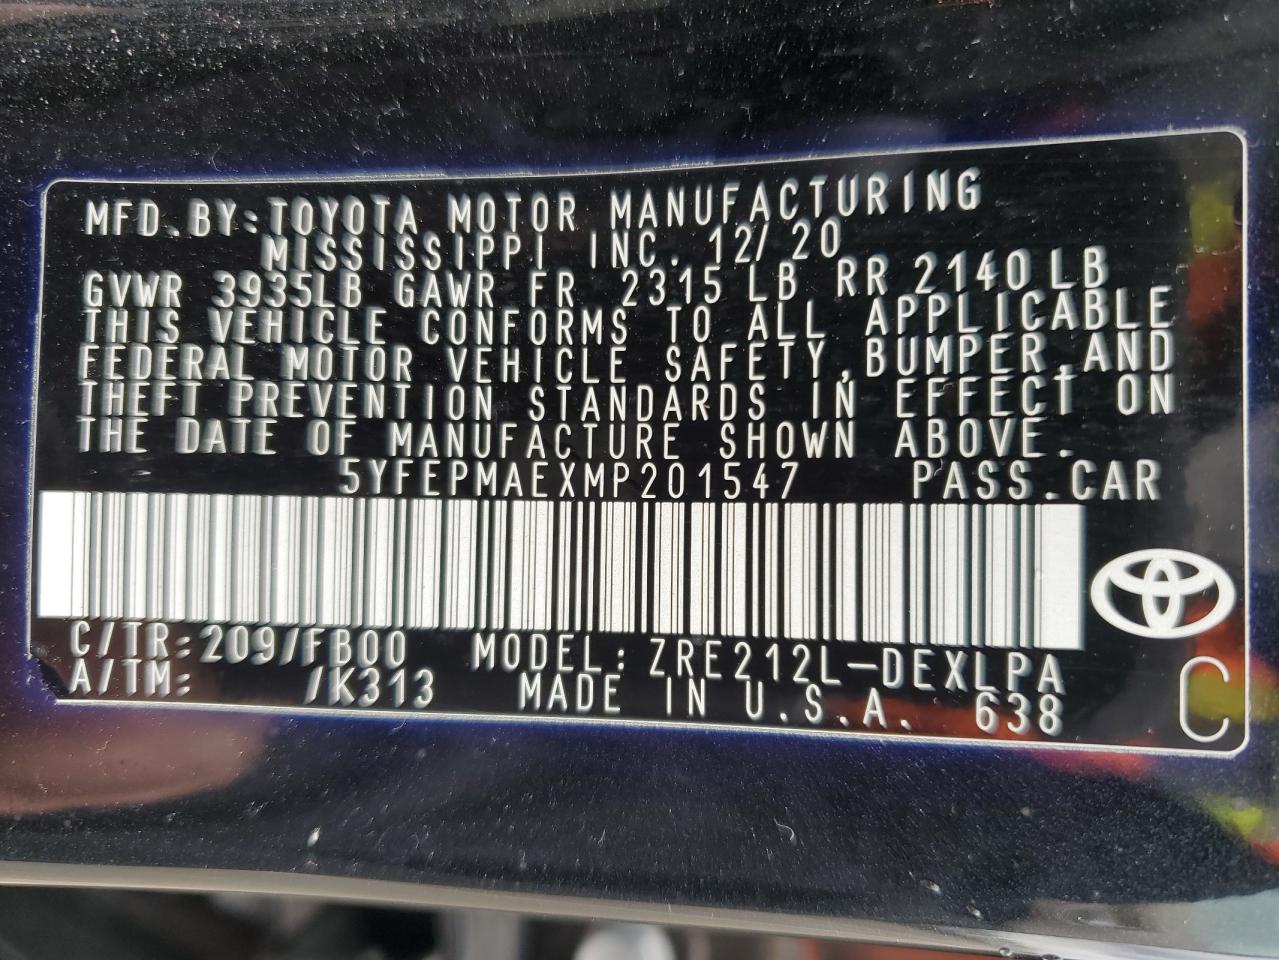 MFD.BY:TOYOTA MOTOR MANUFACTURING
MISSISSIPPI INC. 12/20
GVWR 3935LB GAWR FR 2315 LB RR 2140LB
THIS VEHICLE CONFORMS TO ALL APPLICABLE
FEDERAL MOTOR VEHICLE SAFETY,BUMPER,AND
THEFT PREVENTION STANDARDS IN EFFECT ON
THE DATE OF MANUFACTURE SHOWN ABOVE.
5YFEPMAEXMP201547 PASS.CAR
C/TR:209/FB00 MODEL:ZRE212L-DEXLPA
A/TM: /K313 MADE IN U.S.A. 638
C